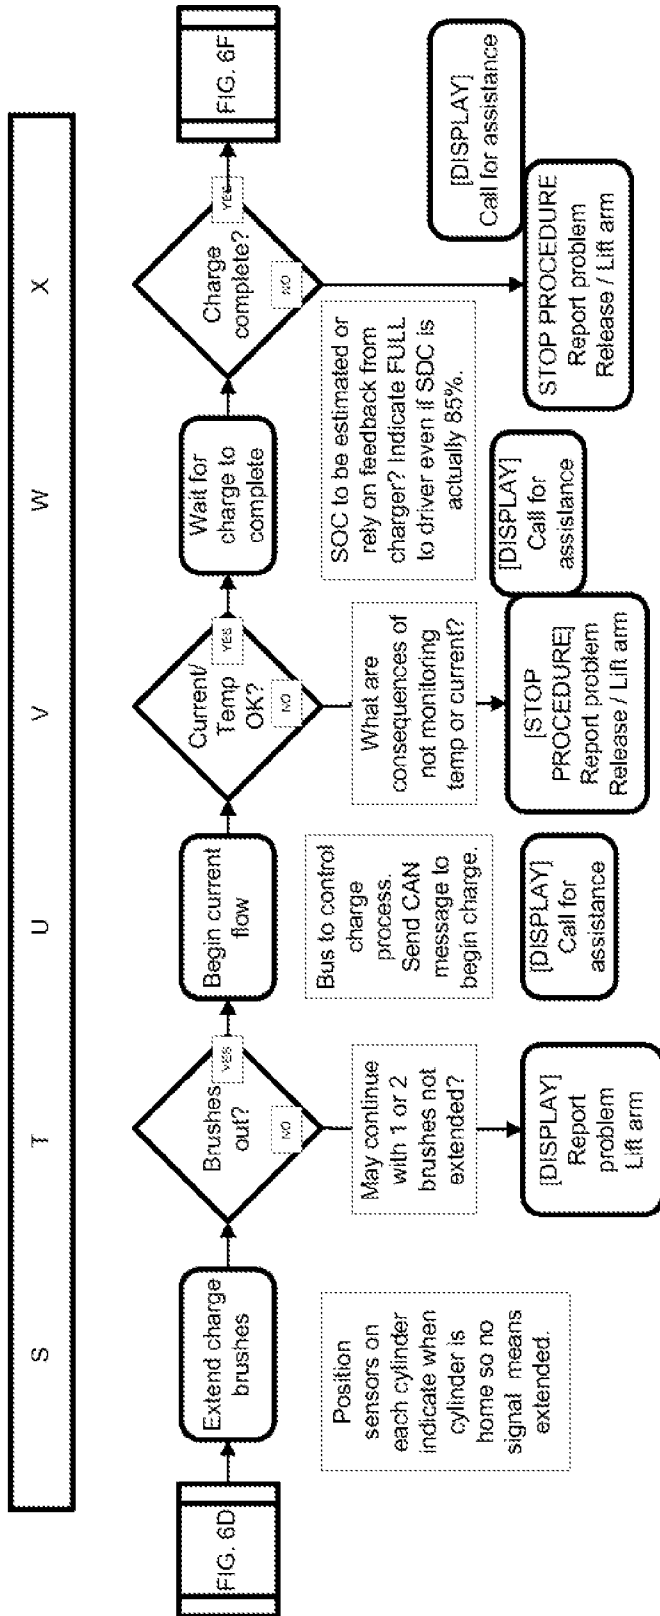 S T U V W X
FIG. 6D
Extend charge
brushes
Position
sensors on
each cylinder
indicate when
cylinder is
home so no
signal means
extended.
Brushes
out?
YES
NO
May continue
with 1 or 2
brushes not
extended?
[DISPLAY]
Report
problem
Lift arm
Begin current
flow
Bus to control
charge
process.
Send CAN
message to
begin charge.
[DISPLAY]
Call for
assistance
Current/
Temp
OK?
YES
NO
What are
consequences of
not monitoring
temp or current?
[STOP
PROCEDURE]
Report problem
Release / Lift arm
[DISPLAY]
Call for
assistance
Wait for
charge to
complete
SOC to be estimated or
rely on feedback from
charger? Indicate FULL
to driver even if SDC is
actually 85%.
Charge
complete?
YES
NO
STOP PROCEDURE
Report problem
Release / Lift arm
[DISPLAY]
Call for assistance
FIG. 6F